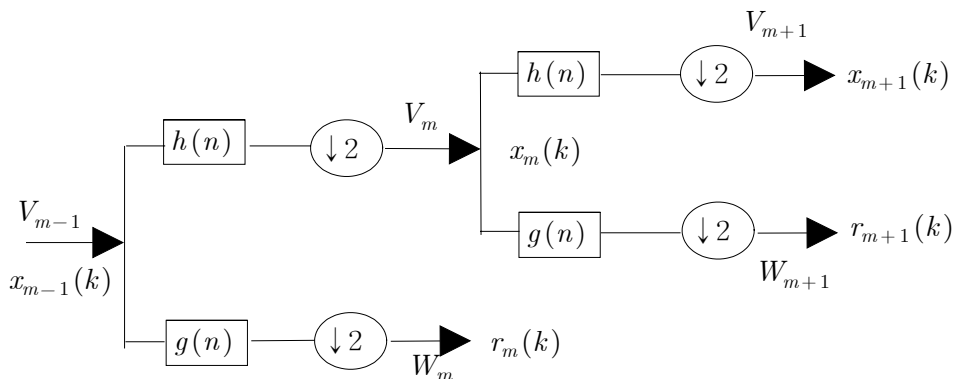 V_{m+1}
h(n)
↓2
x_{m+1}(k)
V_m
h(n)
↓2
x_m(k)
V_{m-1}
g(n)
↓2
r_{m+1}(k)
x_{m-1}(k)
W_{m+1}
g(n)
↓2
r_m(k)
W_m